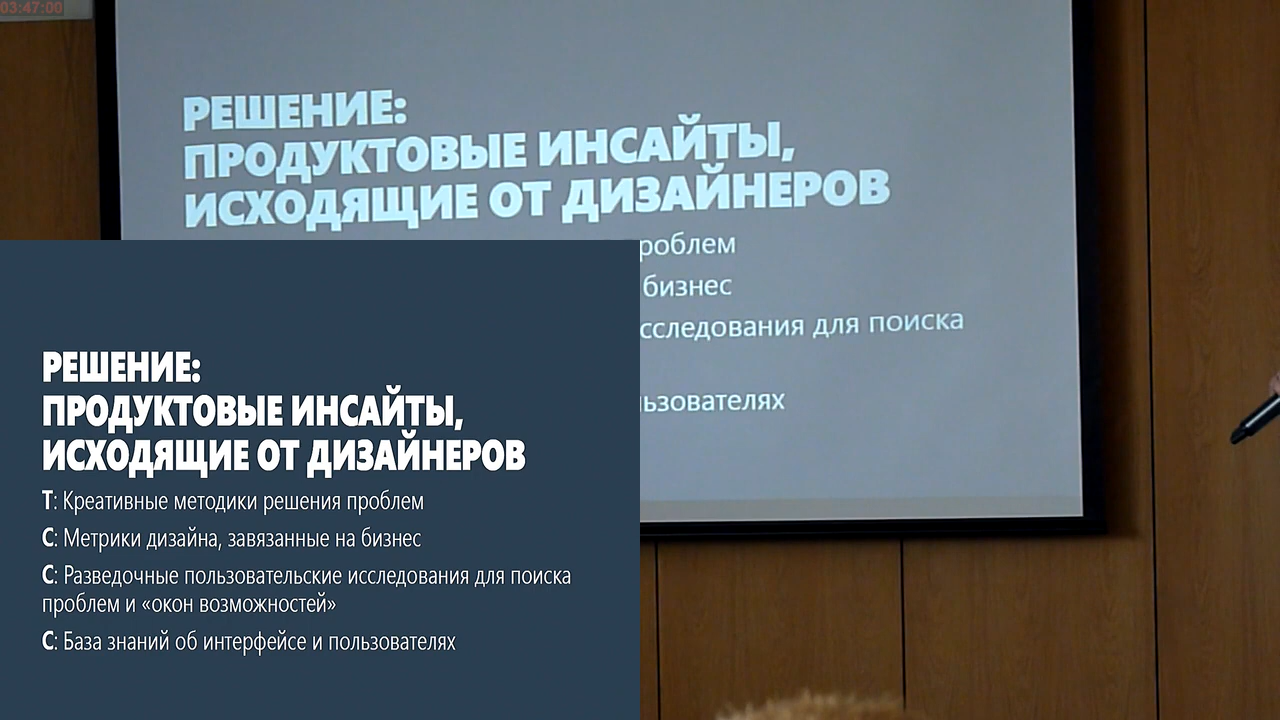 03:47:00
РЕШЕНИЕ:
ПРОДУКТОВЫЕ ИНСАЙТЫ,
ИСХОДЯЩИЕ ОТ ДИЗАЙНЕРОВ
роблем
бизнес
сследования для поиска
ьзователях
РЕШЕНИЕ:
ПРОДУКТОВЫЕ ИНСАЙТЫ,
ИСХОДЯЩИЕ ОТ ДИЗАЙНЕРОВ
Т: Креативные методики решения проблем
С: Метрики дизайна, завязанные на бизнес
С: Разведочные пользовательские исследования для поиска
проблем и «окон возможностей»
С: База знаний об интерфейсе и пользователях